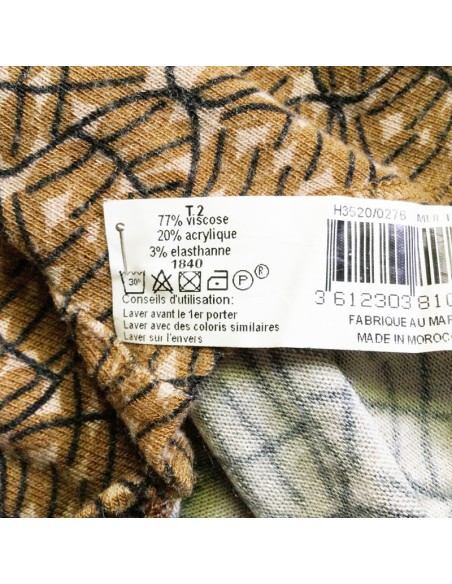 T.2
77% viscose
20% acrylique
3% elasthanne
1840
30°
P
®
Conseils d'utilisation:
Laver avant le 1er porter
Laver avec des coloris similaires
Laver sur l'envers
H3520/0276
3 612303 810
FABRIQUE AU MAR
MADE IN MOROC